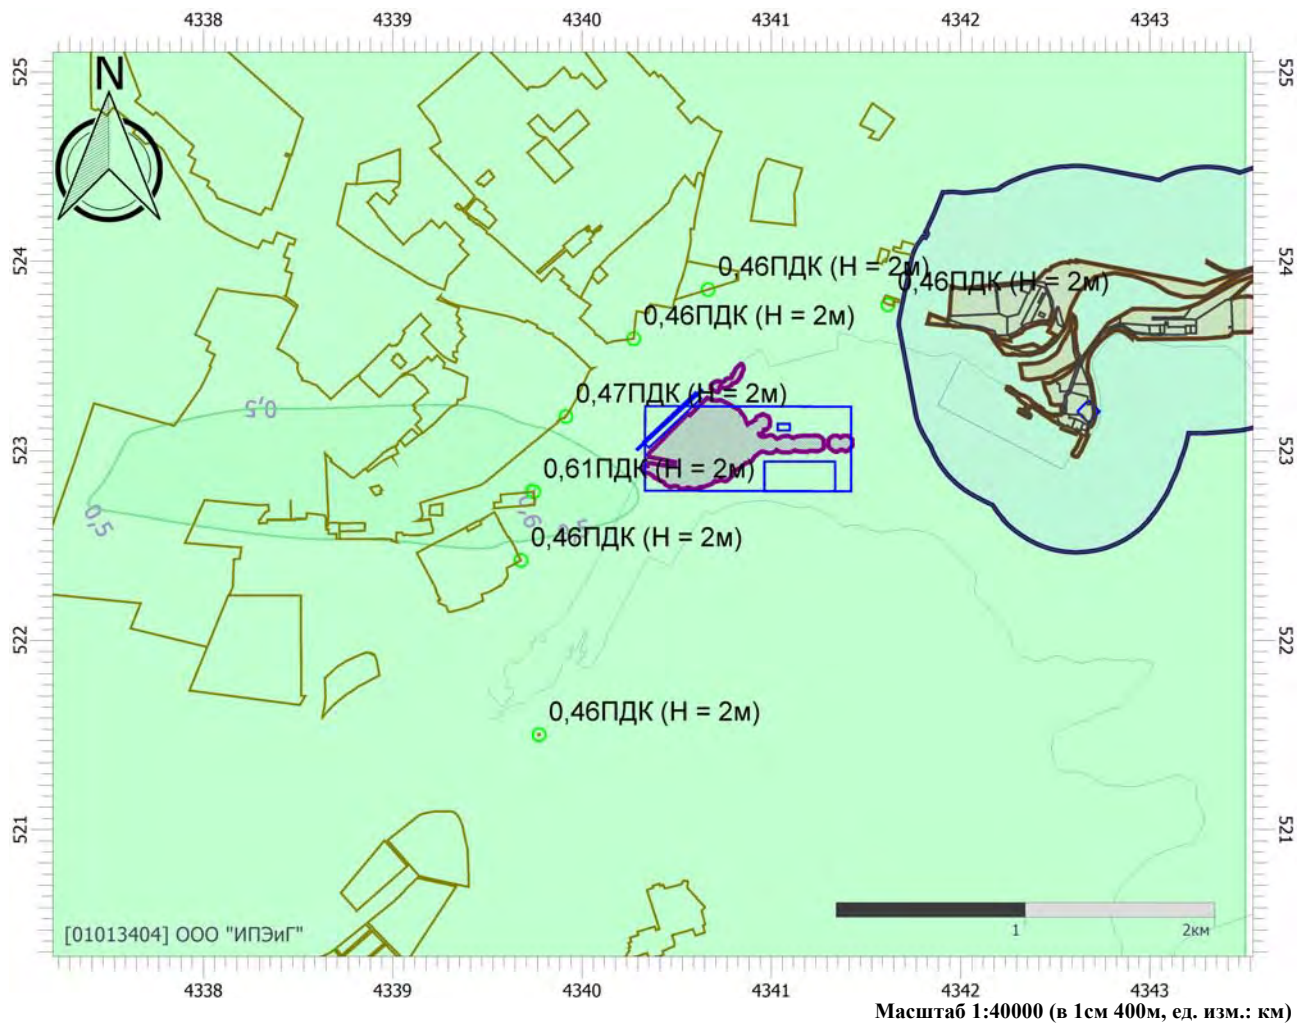 4338 4339 4340 4341 4342 4343
525 525
N
524 524
0,46ПДК (Н = 2м)
0,46ПДК (Н = 2м)
0,46ПДК (Н = 2м)
0,47ПДК (Н = 2м)
0,5
523 523
0,61ПДК (Н = 2м)
0,5
0,6
0,46ПДК (Н = 2м)
522 522
0,46ПДК (Н = 2м)
521 521
[01013404] ООО "ИПЭиГ"
1 2км
4338 4339 4340 4341 4342 4343
Масштаб 1:40000 (в 1см 400м, ед. изм.: км)